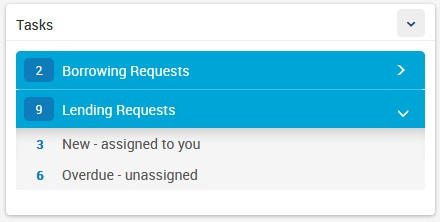 Tasks
2 Borrowing Requests
9 Lending Requests
3 New - assigned to you
6 Overdue - unassigned